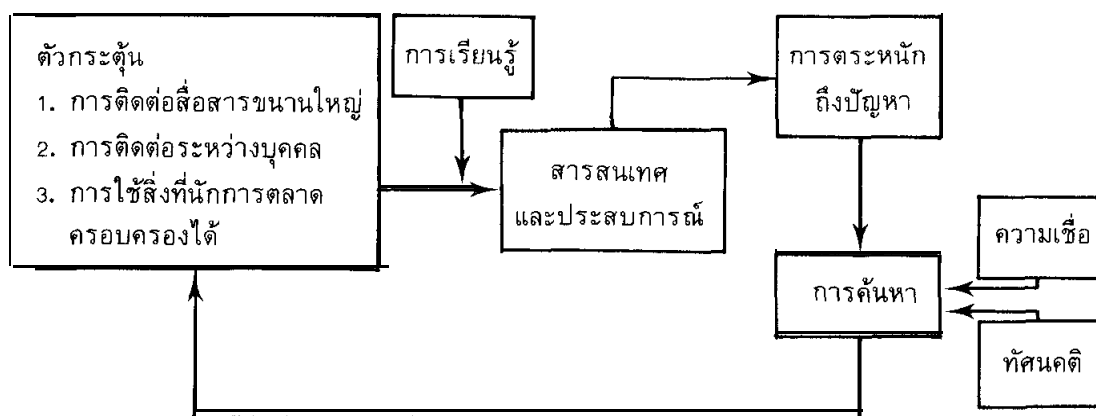 ตัวกระตุ้น
1. การติดต่อสื่อสารขนานใหญ่
2. การติดต่อระหว่างบุคคล
3. การใช้สิ่งที่นักการตลาด
ครอบครองได้
การเรียนรู้
สารสนเทศ
และประสบการณ์
การตระหนัก
ถึงปัญหา
การค้นหา
ความเชื่อ
ทัศนคติ